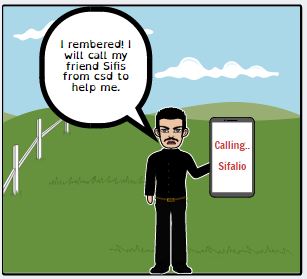 I rembered! I
will call my
friend Sifis
from csd to
help me.
Calling..
Sifalio